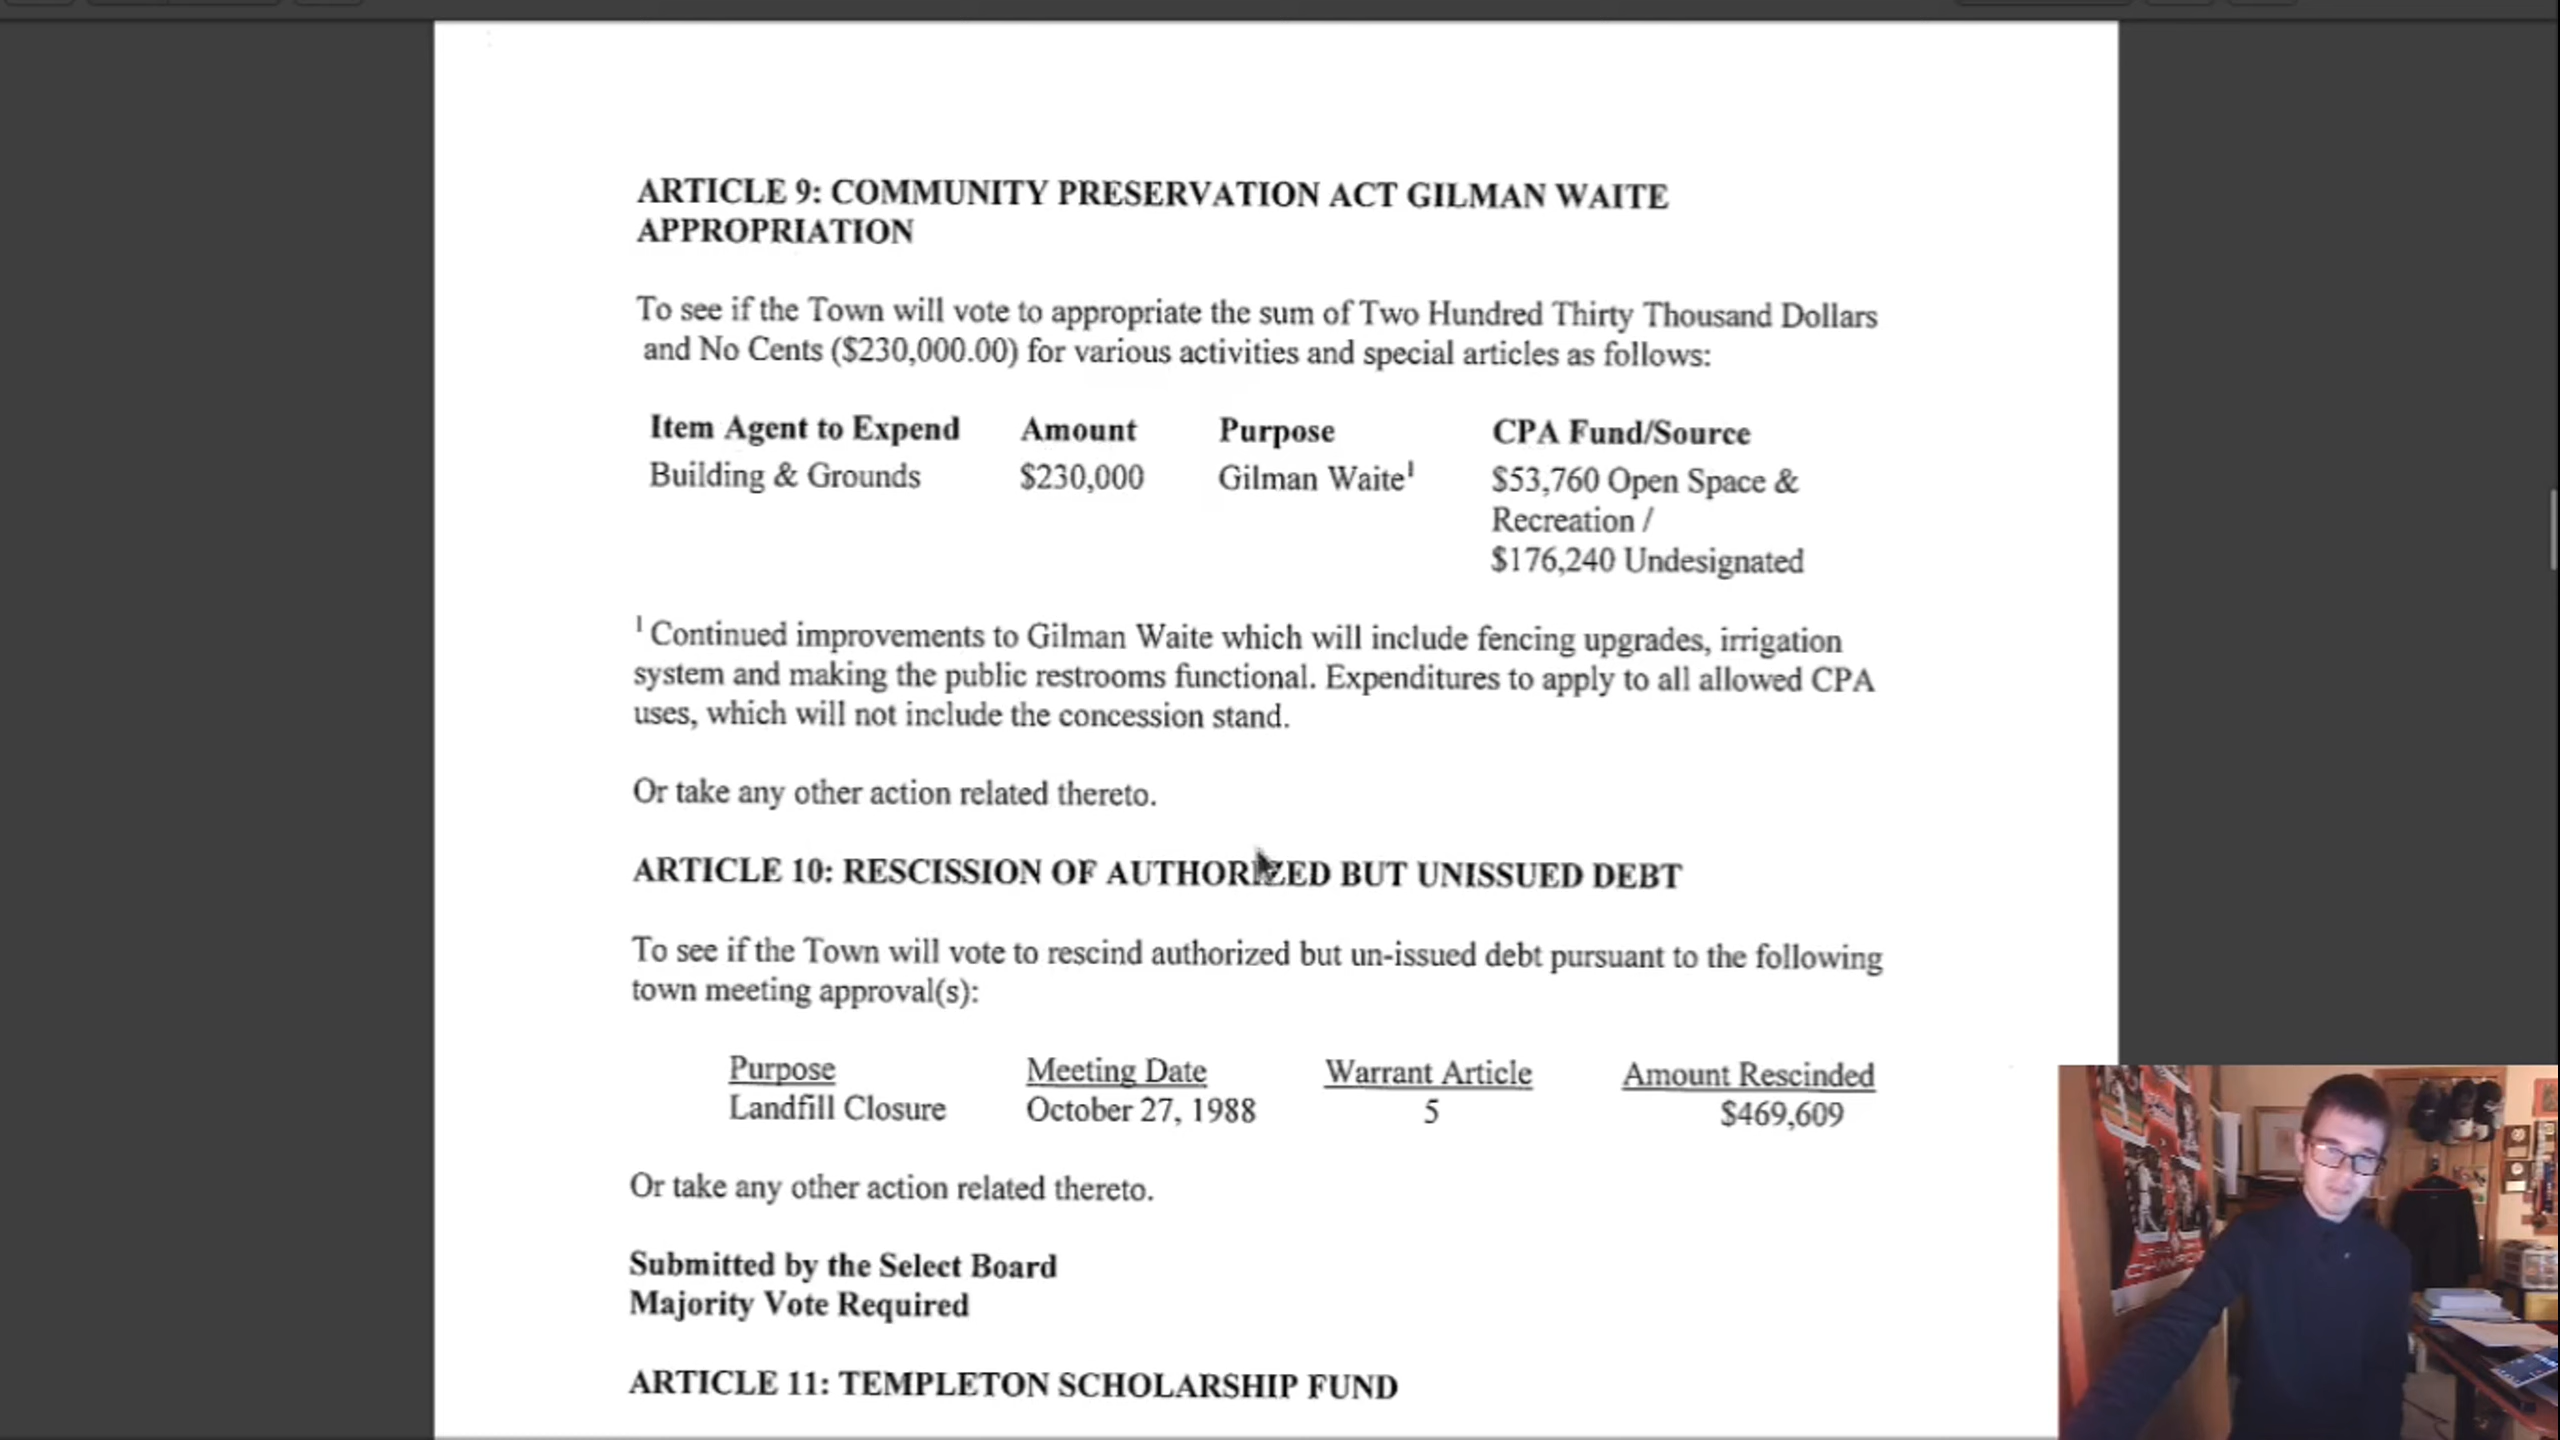 ARTICLE 9: COMMUNITY PRESERVATION ACT GILMAN WAITE
APPROPRIATION
To see if the Town will vote to appropriate the sum of Two Hundred Thirty Thousand Dollars
and No Cents ($230,000.00) for various activities and special articles as follows:
Item Agent to Expend Amount Purpose CPA Fund/Source
Building & Grounds $230,000 Gilman Waite¹ $53,760 Open Space &
Recreation /
$176,240 Undesignated
¹ Continued improvements to Gilman Waite which will include fencing upgrades, irrigation
system and making the public restrooms functional. Expenditures to apply to all allowed CPA
uses, which will not include the concession stand.
Or take any other action related thereto.
ARTICLE 10: RESCISSION OF AUTHORIZED BUT UNISSUED DEBT
To see if the Town will vote to rescind authorized but un-issued debt pursuant to the following
town meeting approval(s):
Purpose Meeting Date Warrant Article Amount Rescinded
Landfill Closure October 27, 1988 5 $469,609
Or take any other action related thereto.
Submitted by the Select Board
Majority Vote Required
ARTICLE 11: TEMPLETON SCHOLARSHIP FUND